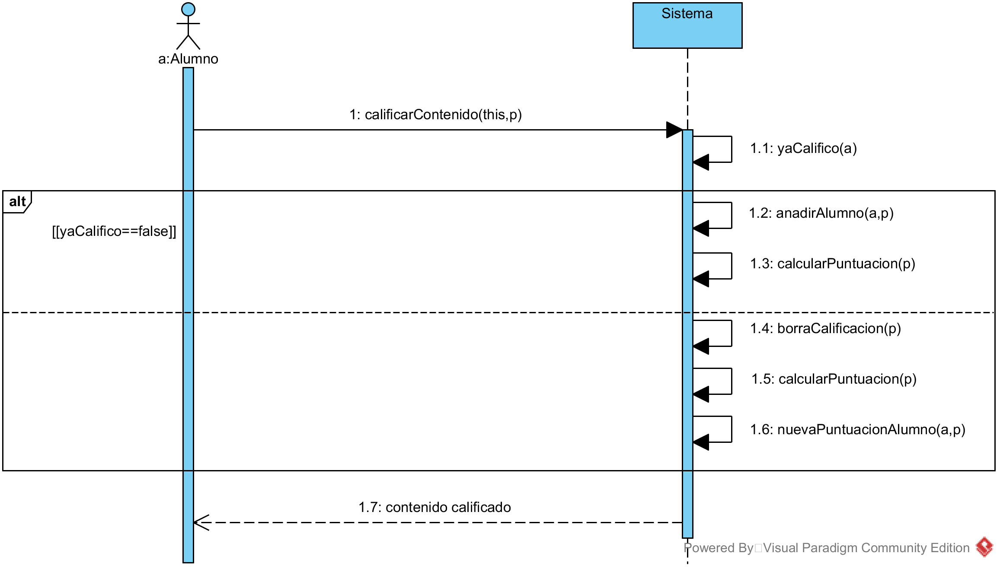 Sistema
a:Alumno
1: calificarContenido(this,p)
1.1: yaCalifico(a)
alt
1.2: anadirAlumno(a,p)
[[yaCalifico==false]]
1.3: calcularPuntuacion(p)
1.4: borraCalificacion(p)
1.5: calcularPuntuacion(p)
1.6: nuevaPuntuacionAlumno(a,p)
1.7: contenido calificado
Powered By Visual Paradigm Community Edition